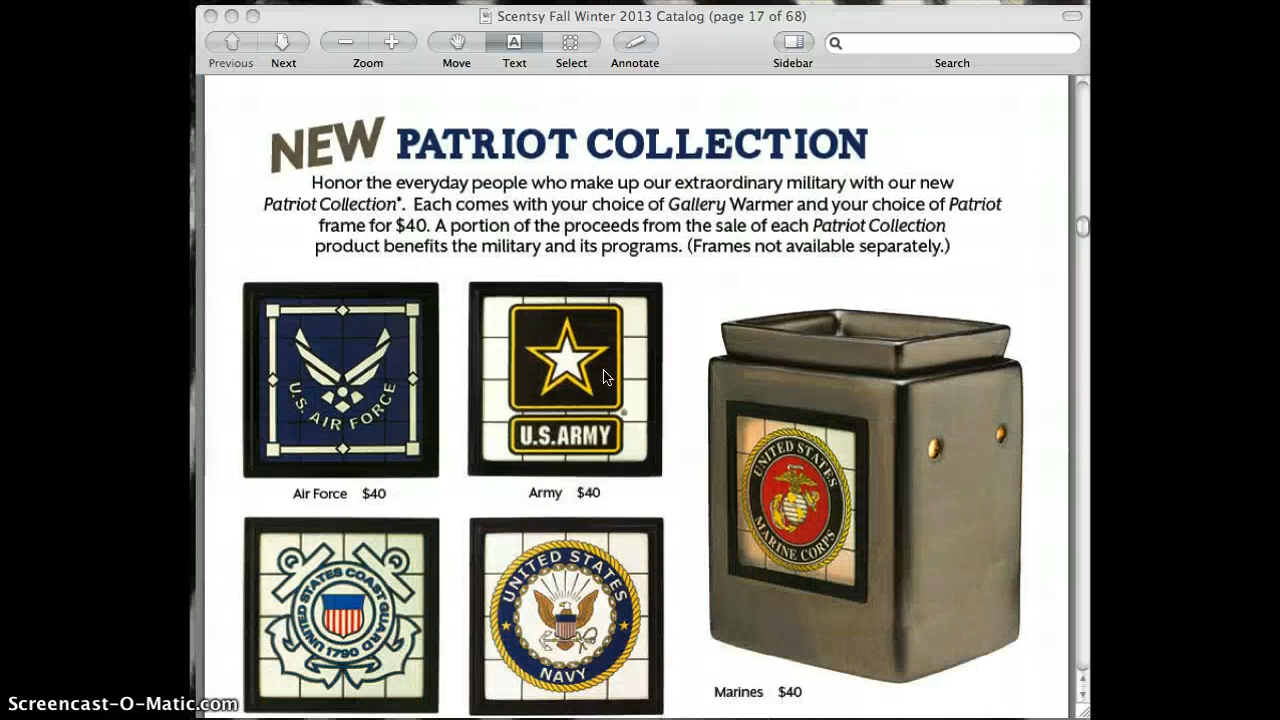 Scentsy Fall Winter 2013 Catalog (page 17 of 68)
Previous Next Zoom Move Text Select Annotate Sidebar Search
A
NEW PATRIOT COLLECTION
Honor the everyday people who make up our extraordinary military with our new
Patriot Collection*. Each comes with your choice of Gallery Warmer and your choice of Patriot
frame for $40. A portion of the proceeds from the sale of each Patriot Collection
product benefits the military and its programs. (Frames not available separately.)
U.S. AIR FORCE
U.S.ARMY
®
Air Force $40
Army $40
UNITED STATES
MARINE CORPS
UNITED STATES COAST GUARD
1790
UNITED STATES
NAVY
Marines $40
Screencast-O-Matic.com